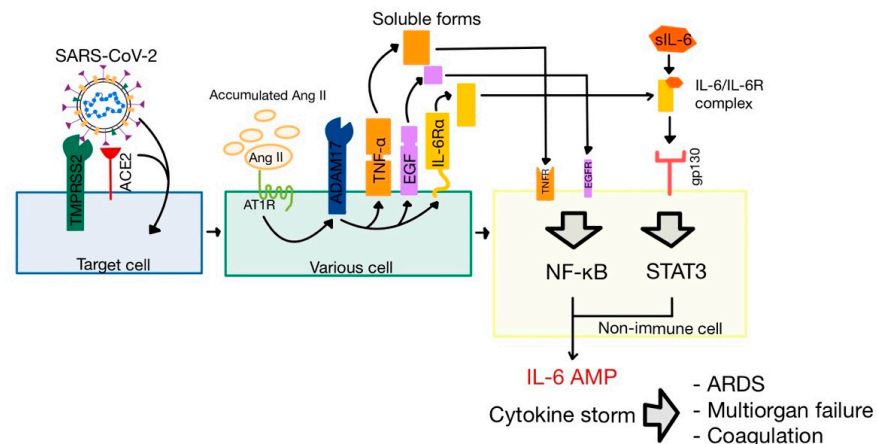 Soluble forms
SARS-CoV-2
sIL-6
Accumulated Ang II
IL-6/IL-6R
complex
Ang II
TMPRSS2
ACE2
AT1R
ADAM17
TNF-α
EGF
IL-6Rα
TNFR
EGFR
gp130
Target cell
Various cell
NF-κB
STAT3
Non-immune cell
IL-6 AMP
Cytokine storm
- ARDS
- Multiorgan failure
- Coagulation